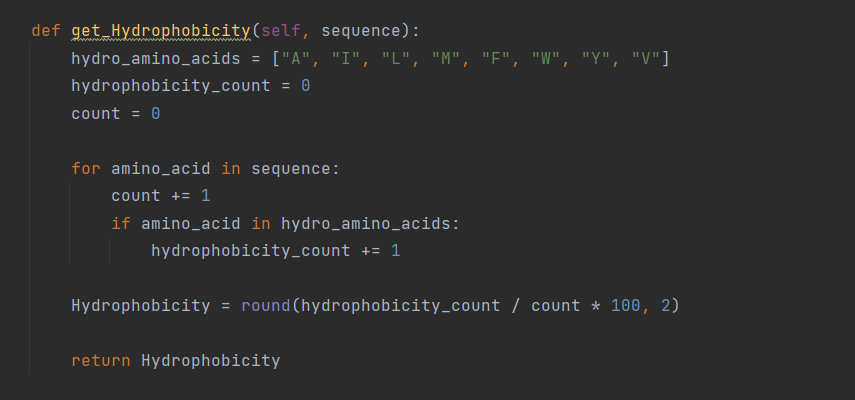 def get_Hydrophobicity(self, sequence):
    hydro_amino_acids = ["A", "I", "L", "M", "F", "W", "Y", "V"]
    hydrophobicity_count = 0
    count = 0
    for amino_acid in sequence:
        count += 1
        if amino_acid in hydro_amino_acids:
            hydrophobicity_count += 1
    Hydrophobicity = round(hydrophobicity_count / count * 100, 2)
    return Hydrophobicity